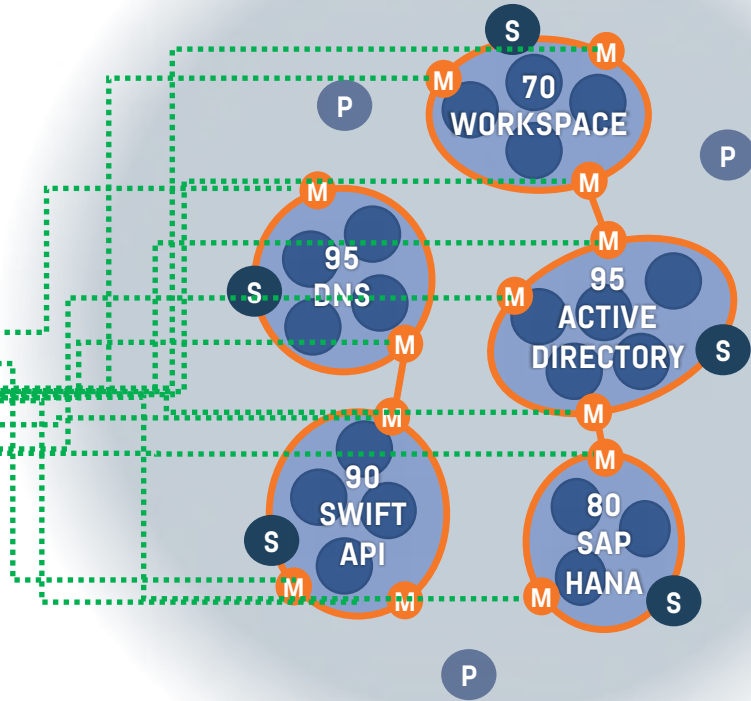 S
M
M
70
WORKSPACE
P
P
M
M
M
95
DNS
S
95
ACTIVE
DIRECTORY
M
S
M
M
M
M
90
SWIFT
API
S
M
M
80
SAP
HANA
M
S
P